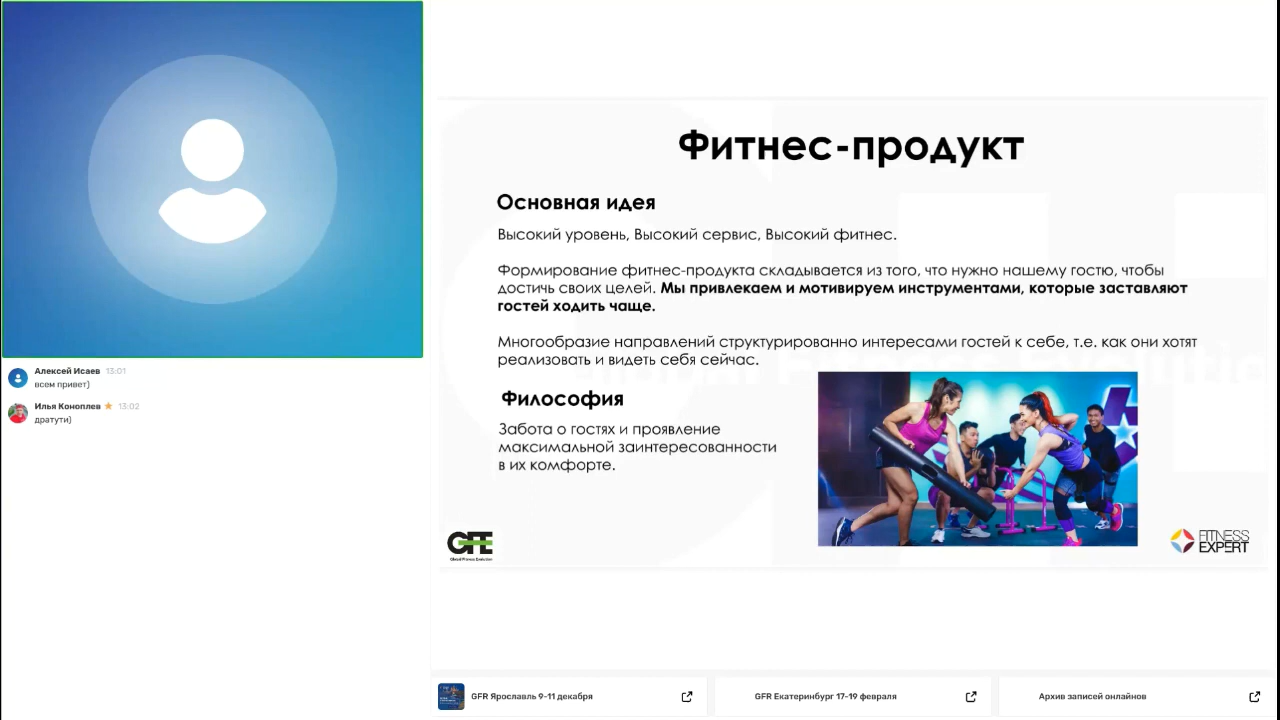 Фитнес-продукт
Основная идея
Высокий уровень, Высокий сервис, Высокий фитнес.
Формирование фитнес-продукта складывается из того, что нужно нашему гостю, чтобы
достичь своих целей. Мы привлекаем и мотивируем инструментами, которые заставляют
гостей ходить чаще.
Многообразие направлений структурированно интересами гостей к себе, т.е. как они хотят
реализовать и видеть себя сейчас.
Философия
Забота о гостях и проявление
максимальной заинтересованности
в их комфорте.
GFE
Global Fitness Evolution
FITNESS
EXPERT
Алексей Исаев 13:01
всем привет)
Илья Коноплев 13:02
дратути)
GFR Ярославль 9-11 декабря
GFR Екатеринбург 17-19 февраля
Архив записей онлайнов